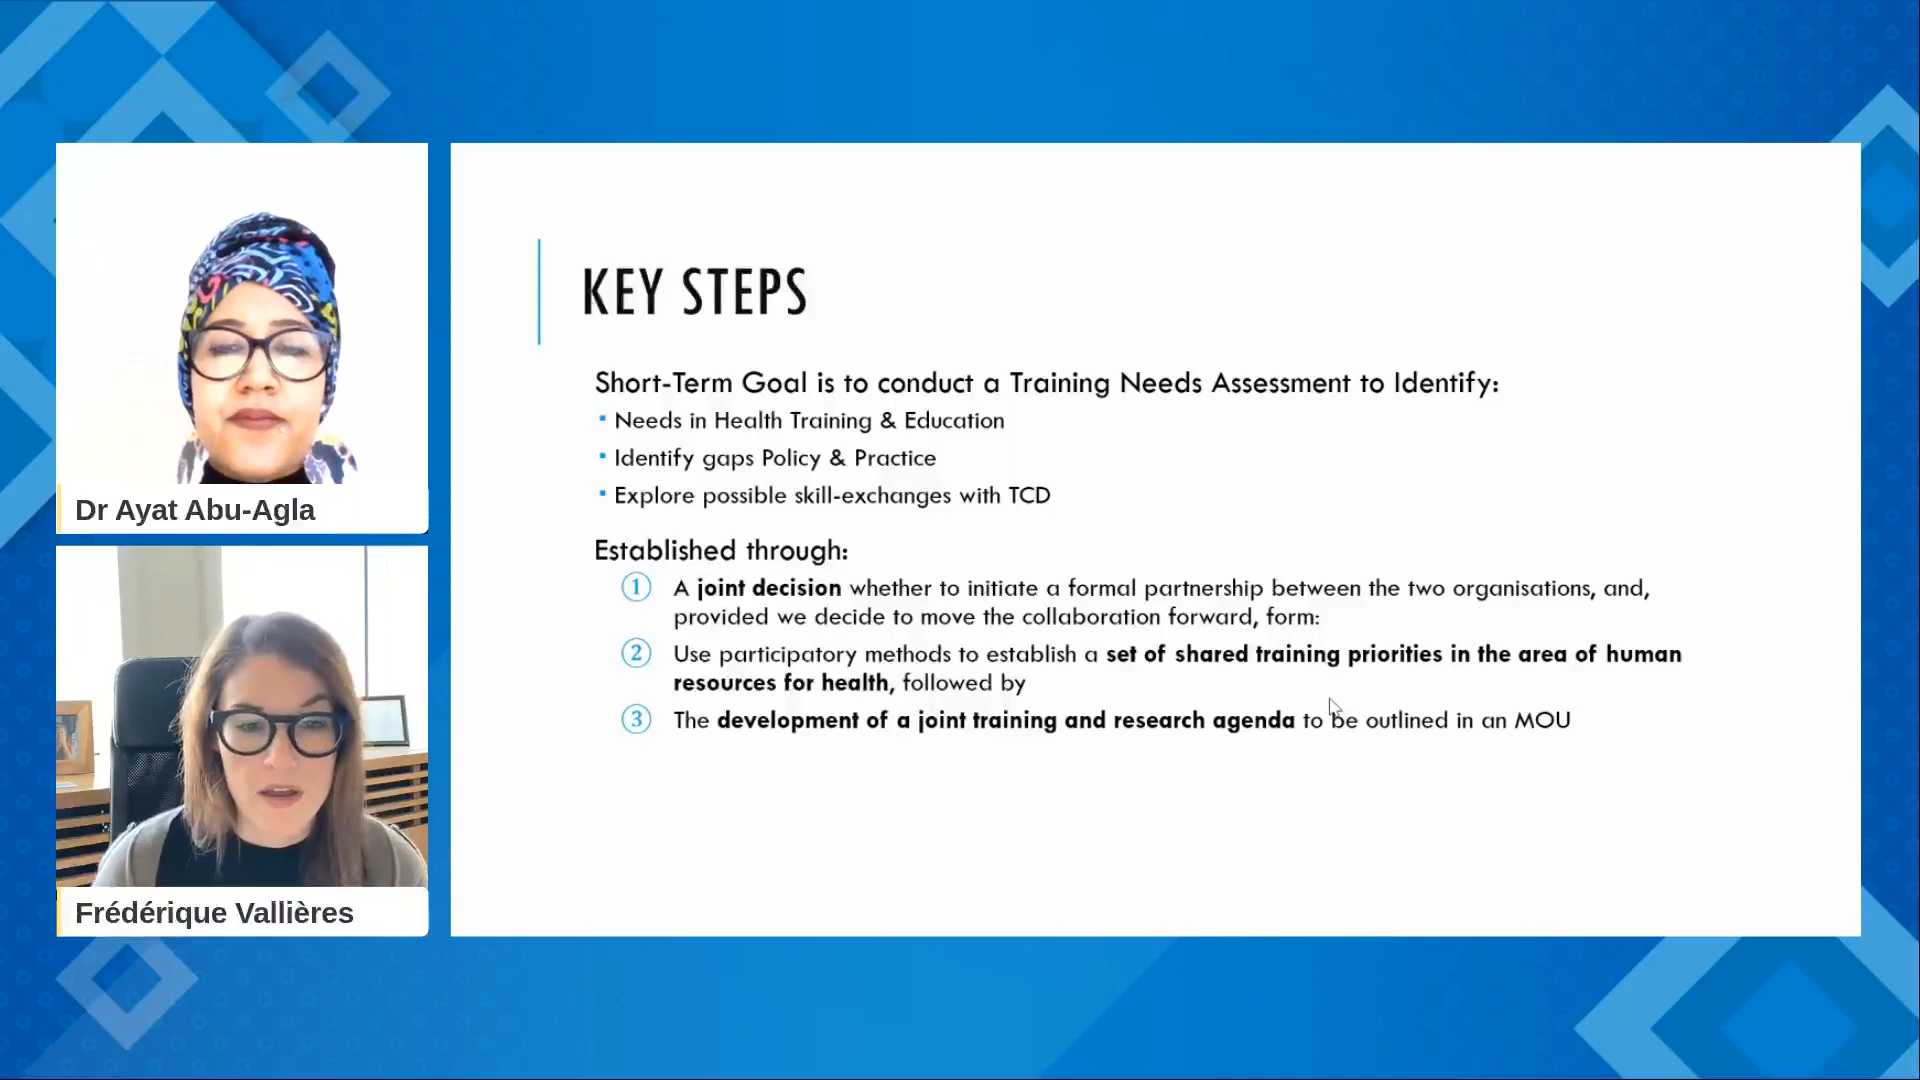 Dr Ayat Abu-Agla
Frédérique Vallières
KEY STEPS
Short-Term Goal is to conduct a Training Needs Assessment to Identify:
▪ Needs in Health Training & Education
▪ Identify gaps Policy & Practice
▪ Explore possible skill-exchanges with TCD
Established through:
① A joint decision whether to initiate a formal partnership between the two organisations, and,
provided we decide to move the collaboration forward, form:
② Use participatory methods to establish a set of shared training priorities in the area of human
resources for health, followed by
③ The development of a joint training and research agenda to be outlined in an MOU